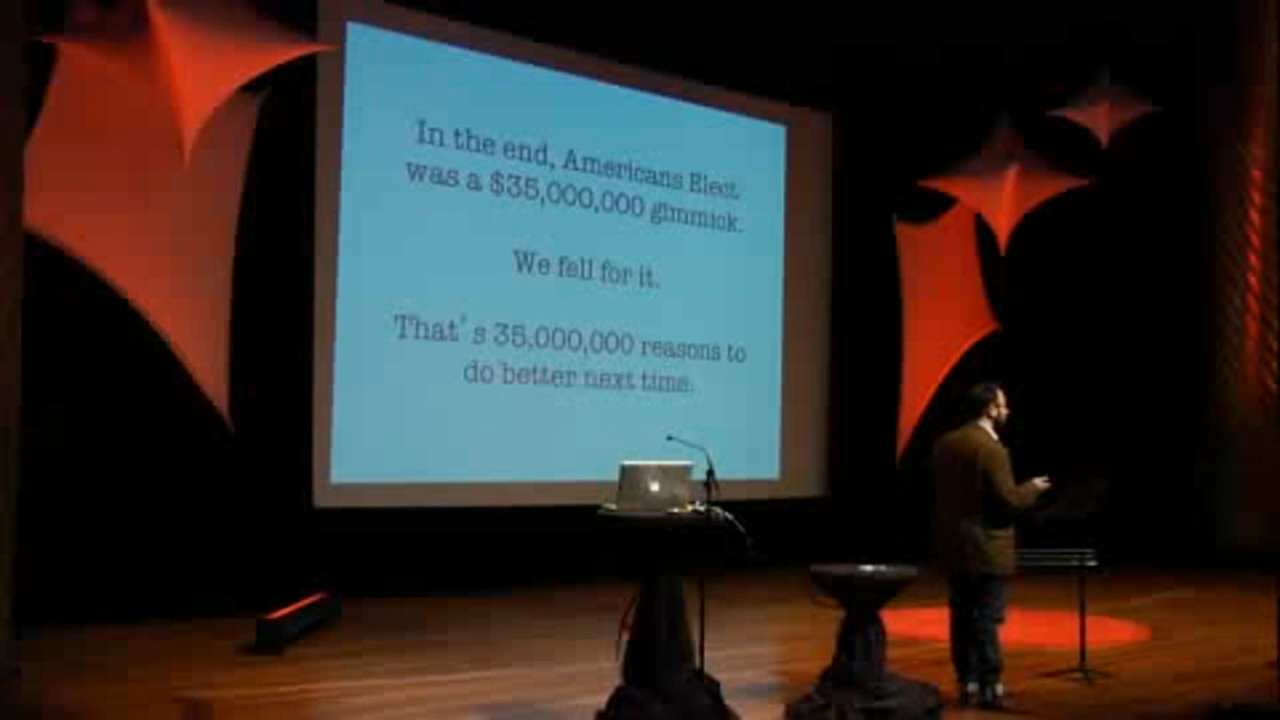 In the end, Americans Elect
was a $35,000,000 gimmick.
We fell for it.
That's 35,000,000 reasons to
do better next time.